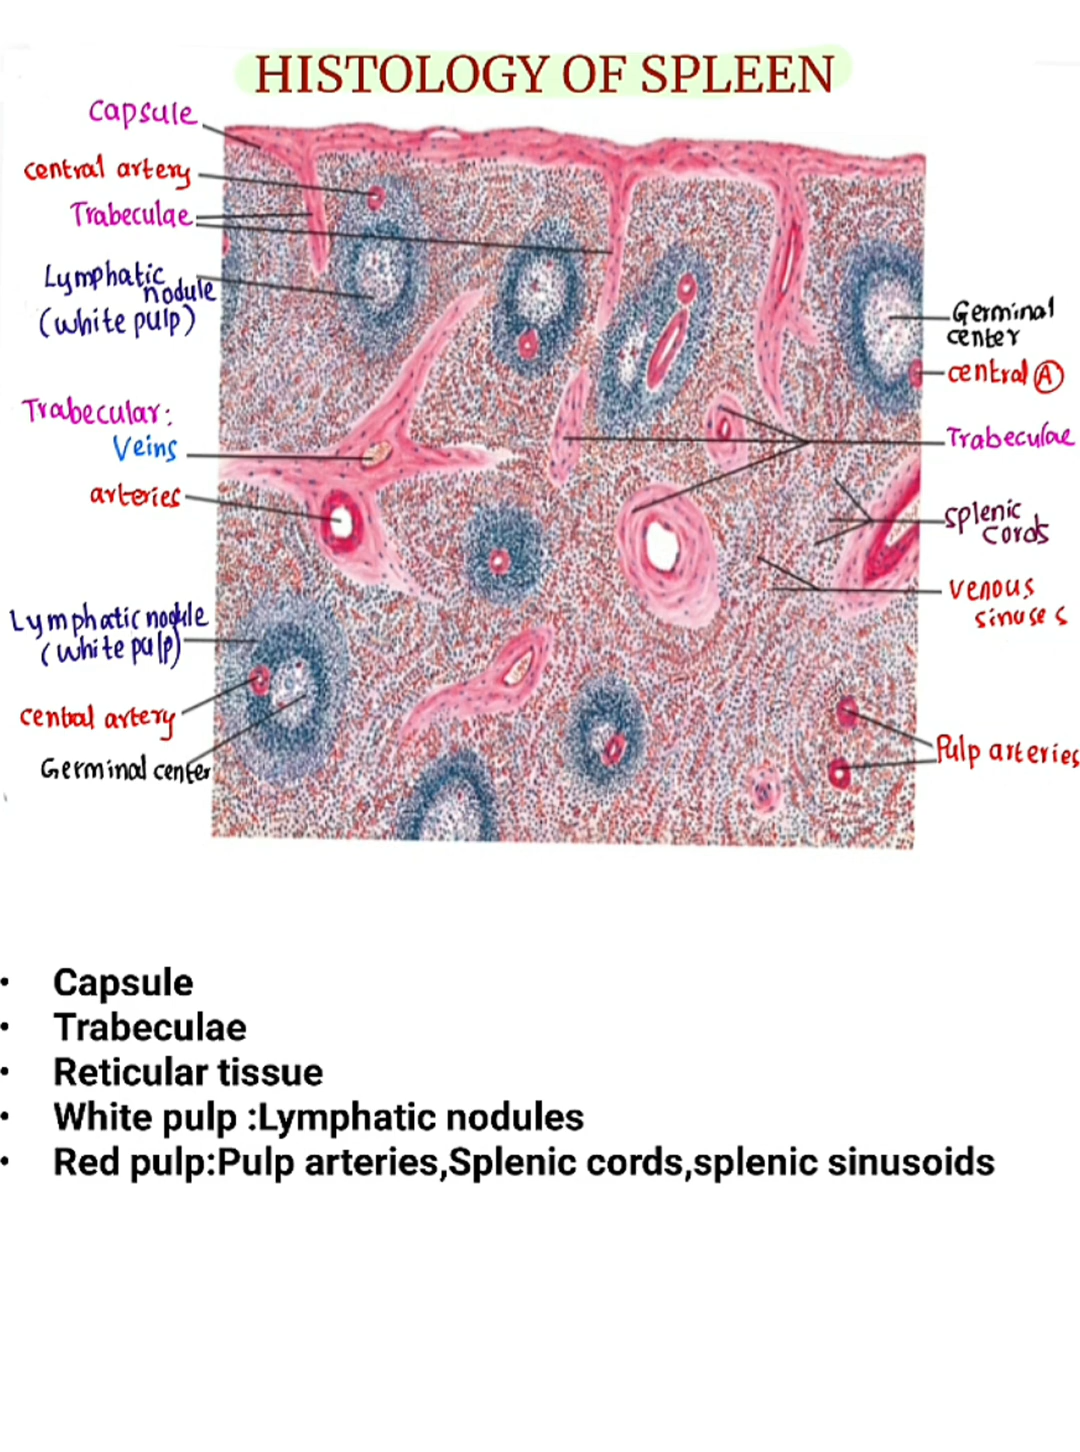 HISTOLOGY OF SPLEEN
Capsule
central artery
Trabeculae
Lymphatic
nodule
(white pulp)
Trabecular:
Veins
arteries
Lymphatic nodule
(white pulp)
central artery
Germinal center
Germinal
center
central A
Trabeculae
splenic
cords
venous
sinuses
Pulp arteries
• Capsule
• Trabeculae
• Reticular tissue
• White pulp :Lymphatic nodules
• Red pulp:Pulp arteries,Splenic cords,splenic sinusoids